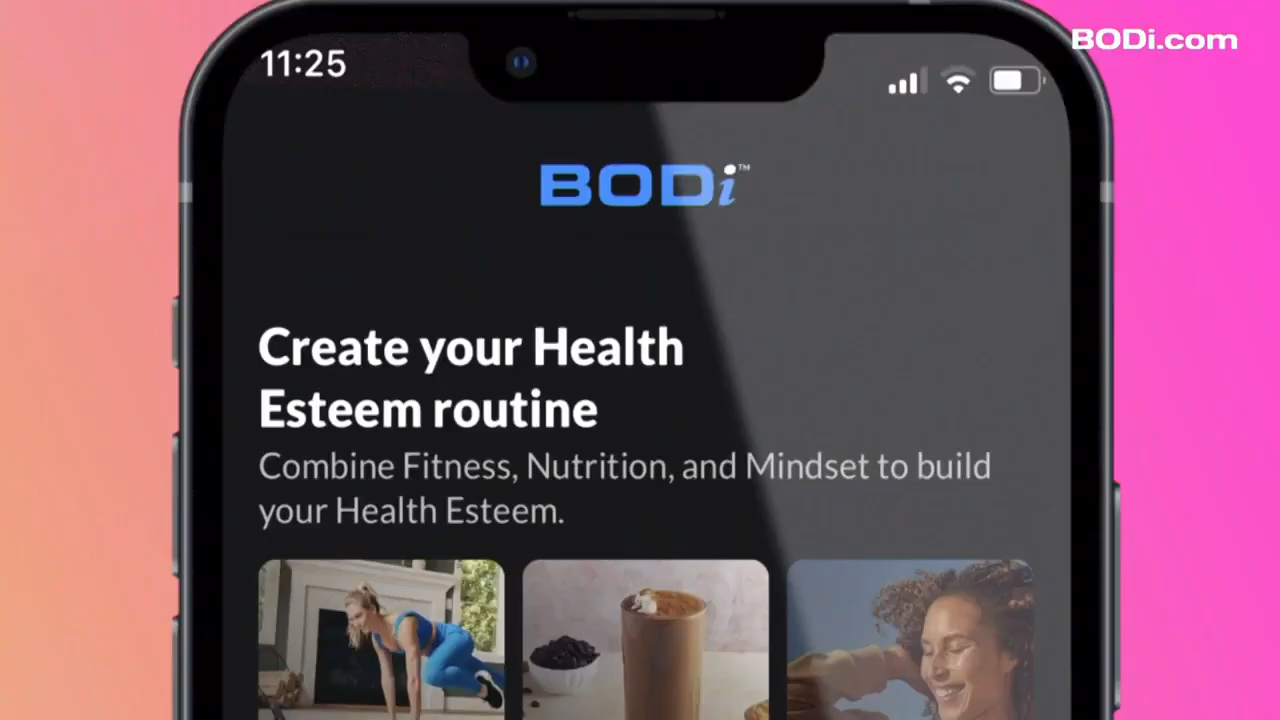 BODi.com
11:25
BODi™
Create your Health
Esteem routine
Combine Fitness, Nutrition, and Mindset to build
your Health Esteem.